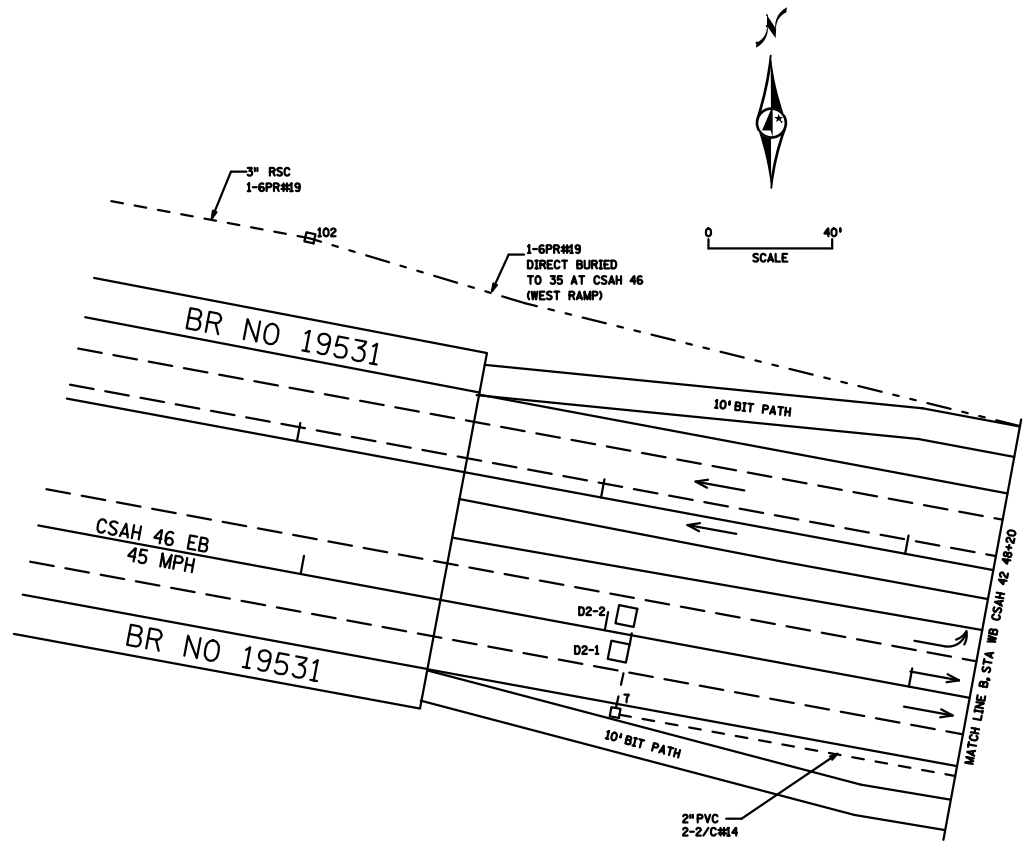 N
3" RSC
1-6PR#19
102
0 40'
SCALE
1-6PR#19
DIRECT BURIED
TO 35 AT CSAH 46
(WEST RAMP)
BR NO 19531
10' BIT PATH
CSAH 46 EB
45 MPH
D2-2
D2-1
7
BR NO 19531
10' BIT PATH
2" PVC
2-2/C#14
MATCH LINE B, STA WB CSAH 42 48+20